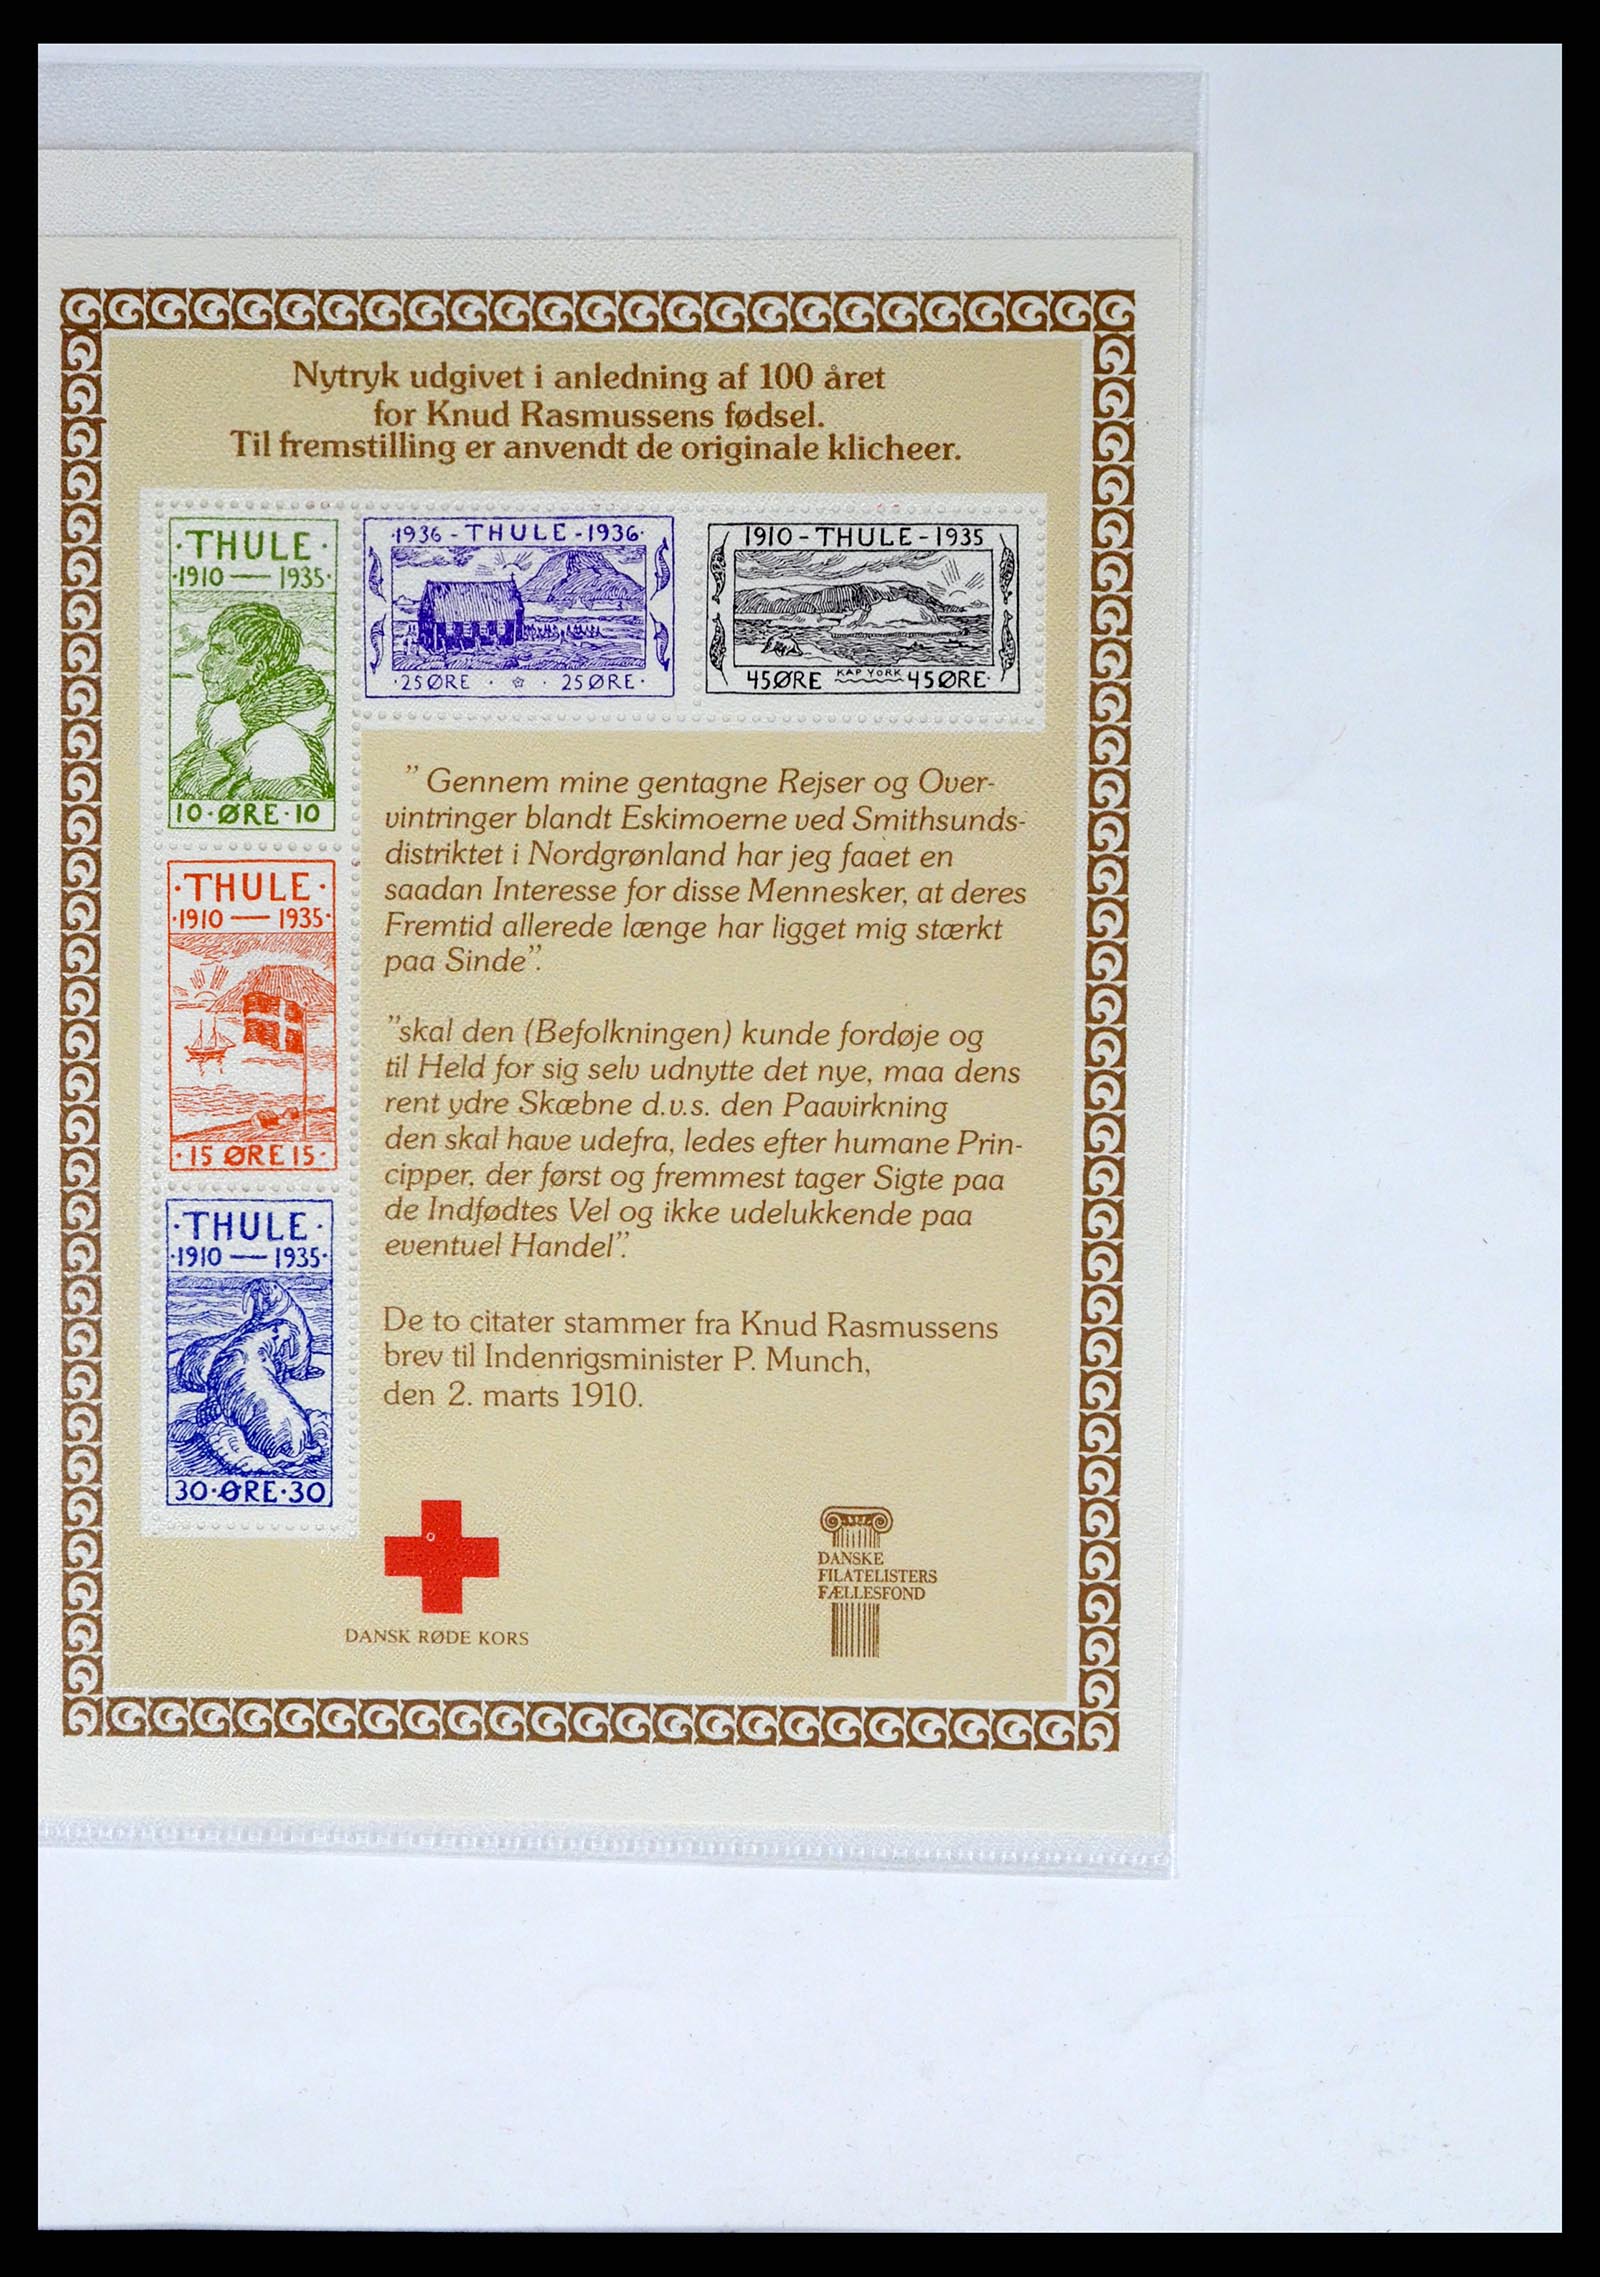 Nytryk udgivet i anledning af 100 året
for Knud Rasmussens fødsel.
Til fremstilling er anvendt de originale klicheer.
·THULE·
·1910 — 1935·
10·ØRE·10
·1936 - THULE - 1936·
·25 ØRE · · 25 ØRE·
1910 - THULE - 1935
45ØRE KAP YORK 45ØRE·
·THULE·
·1910 — 1935·
·15 ØRE 15·
·THULE·
·1910 — 1935·
30·ØRE·30
” Gennem mine gentagne Rejser og Over-
vintringer blandt Eskimoerne ved Smithsunds-
distriktet i Nordgrønland har jeg faaet en
saadan Interesse for disse Mennesker, at deres
Fremtid allerede længe har ligget mig stærkt
paa Sinde”.
”skal den (Befolkningen) kunde fordøje og
til Held for sig selv udnytte det nye, maa dens
rent ydre Skæbne d.v.s. den Paavirkning
den skal have udefra, ledes efter humane Prin-
cipper, der først og fremmest tager Sigte paa
de Indfødtes Vel og ikke udelukkende paa
eventuel Handel”.
De to citater stammer fra Knud Rasmussens
brev til Indenrigsminister P. Munch,
den 2. marts 1910.
DANSK RØDE KORS
DANSKE
FILATELISTERS
FÆLLESFOND